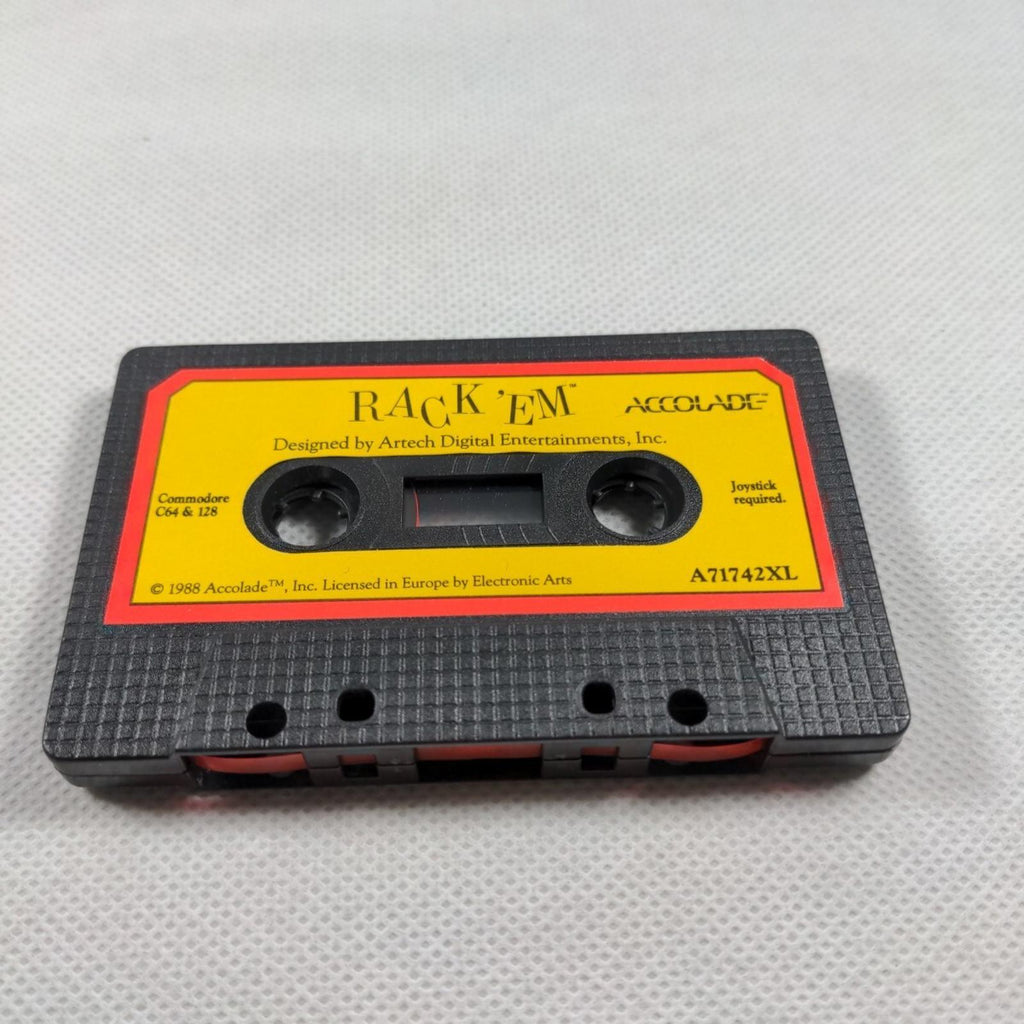 RACK 'EM™
ACCOLADE™
Designed by Artech Digital Entertainments, Inc.
Commodore
C64 & 128
Joystick
required.
© 1988 Accolade™, Inc. Licensed in Europe by Electronic Arts
A71742XL